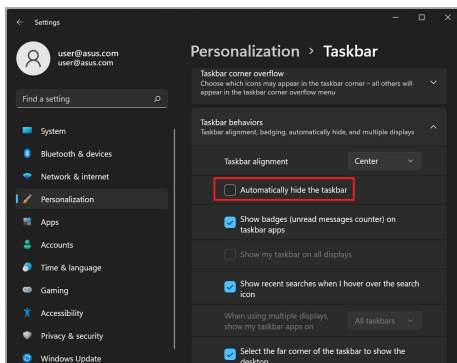 Settings
user@asus.com
user@asus.com
Find a setting
System
Bluetooth & devices
Network & internet
Personalization
Apps
Accounts
Time & language
Gaming
Accessibility
Privacy & security
Windows Update
Personalization > Taskbar
Taskbar corner overflow
Choose which icons may appear in the taskbar corner – all others will
appear in the taskbar corner overflow menu
Taskbar behaviors
Taskbar alignment, badging, automatically hide, and multiple displays
Taskbar alignment
Center
Automatically hide the taskbar
Show badges (unread messages counter) on
taskbar apps
Show my taskbar on all displays
Show recent searches when I hover over the search
icon
When using multiple displays,
show my taskbar apps on
All taskbars
Select the far corner of the taskbar to show the
desktop